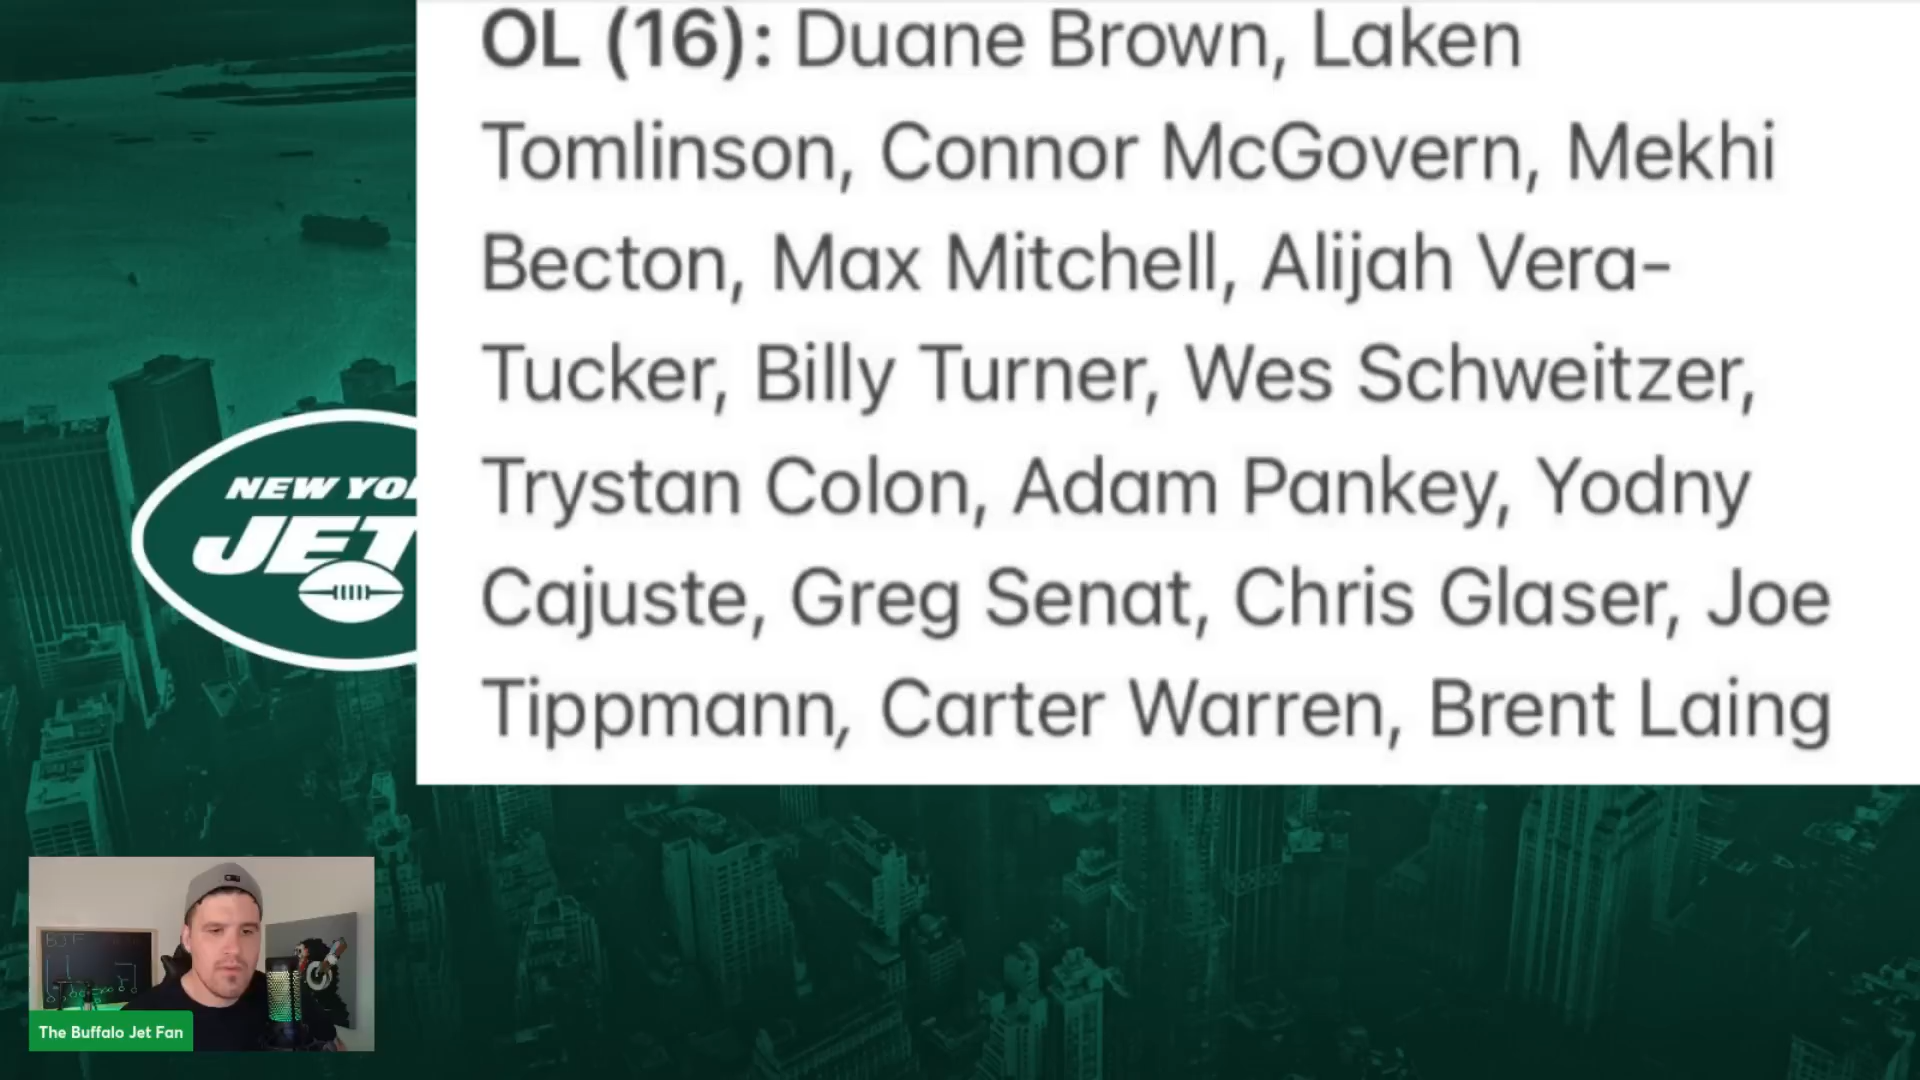 OL (16): Duane Brown, Laken
Tomlinson, Connor McGovern, Mekhi
Becton, Max Mitchell, Alijah Vera-
Tucker, Billy Turner, Wes Schweitzer,
Trystan Colon, Adam Pankey, Yodny
Cajuste, Greg Senat, Chris Glaser, Joe
Tippmann, Carter Warren, Brent Laing
NEW YO
JET
BJF
The Buffalo Jet Fan